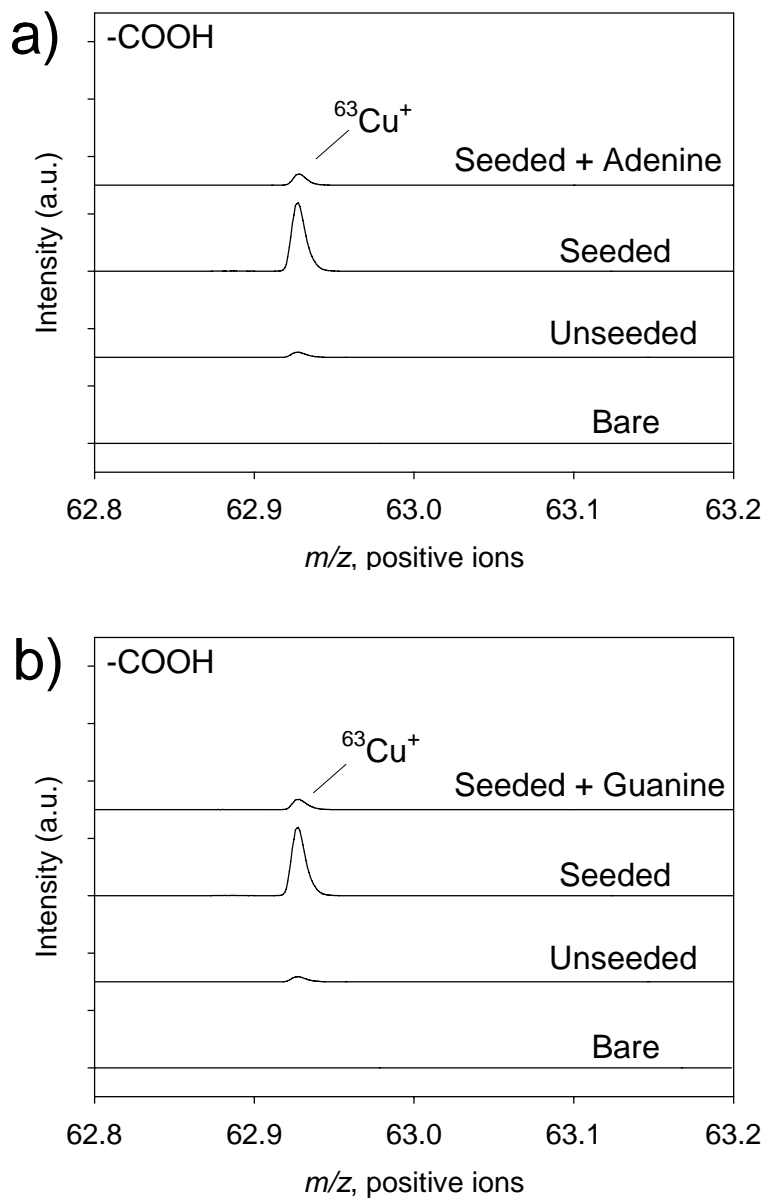 a)
-COOH
⁶³Cu⁺
Seeded + Adenine
Seeded
Unseeded
Bare
Intensity (a.u.)
62.8 62.9 63.0 63.1 63.2
m/z, positive ions
b)
-COOH
⁶³Cu⁺
Seeded + Guanine
Seeded
Unseeded
Bare
Intensity (a.u.)
62.8 62.9 63.0 63.1 63.2
m/z, positive ions